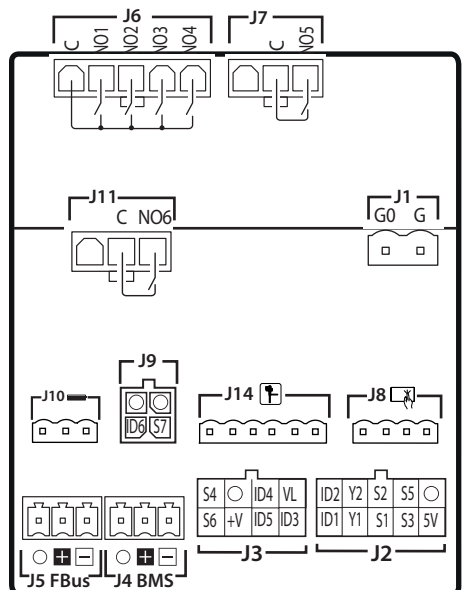 J6 J7
C NO1 NO2 NO3 NO4 C NO5
J11 J1
C NO6 G0 G
J9
J10 J14 J8
ID6 S7
S4 ID4 VL ID2 Y2 S2 S5
S6 +V ID5 ID3 ID1 Y1 S1 S3 5V
J3 J2
+ - + -
J5 FBus J4 BMS